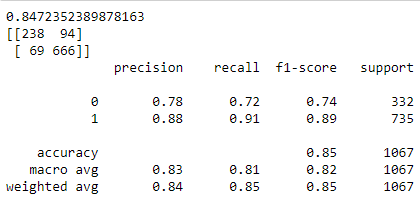 0.8472352389878163
[[238  94]
 [ 69 666]]
              precision    recall  f1-score   support

           0       0.78      0.72      0.74       332
           1       0.88      0.91      0.89       735

    accuracy                           0.85      1067
   macro avg       0.83      0.81      0.82      1067
weighted avg       0.84      0.85      0.85      1067